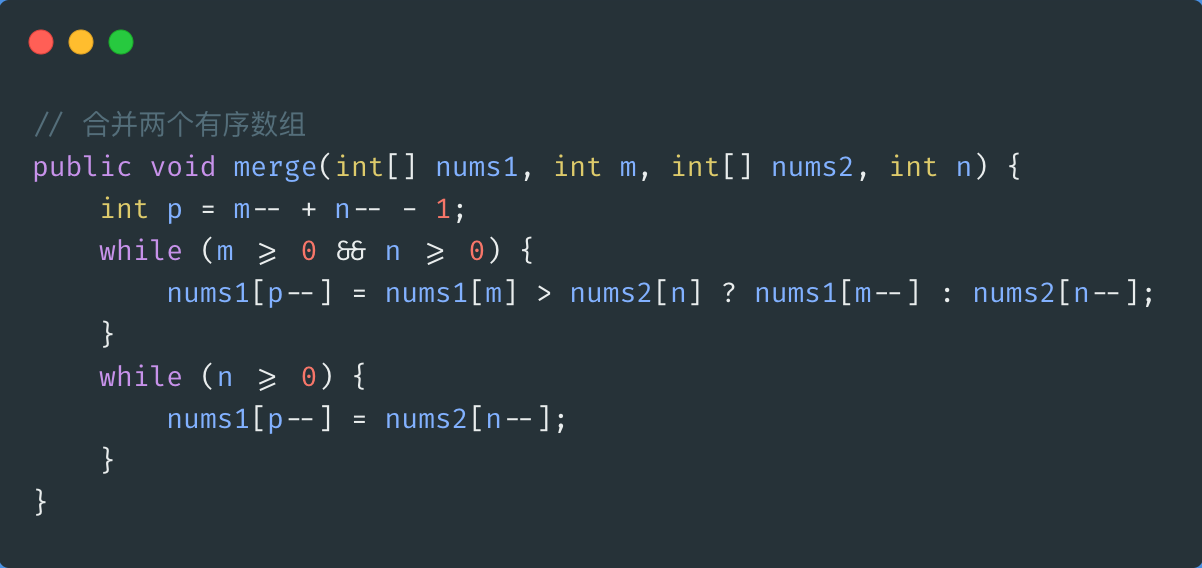 // 合并两个有序数组
public void merge(int[] nums1, int m, int[] nums2, int n) {
    int p = m-- + n-- - 1;
    while (m >= 0 && n >= 0) {
        nums1[p--] = nums1[m] > nums2[n] ? nums1[m--] : nums2[n--];
    }
    while (n >= 0) {
        nums1[p--] = nums2[n--];
    }
}